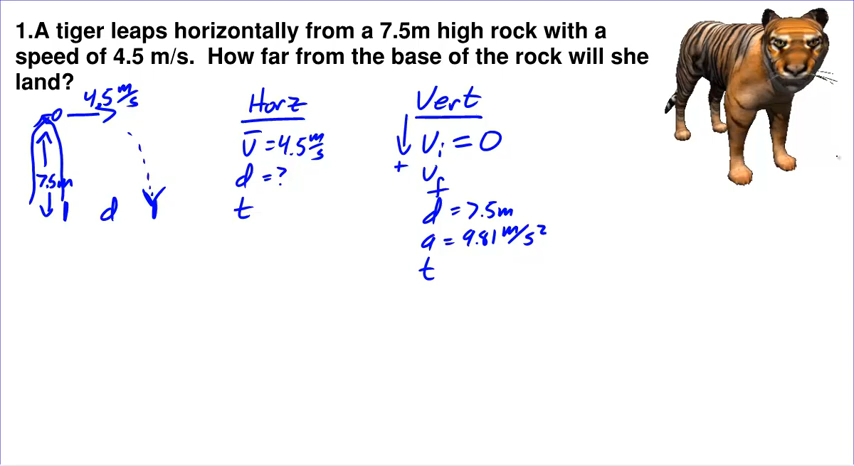 1.A tiger leaps horizontally from a 7.5m high rock with a
speed of 4.5 m/s.  How far from the base of the rock will she
land?
4.5 m/s
7.5m
d
Horz
v̅ = 4.5 m/s
d = ?
t
Vert
+
v_i = 0
v_f
d = 7.5m
a = 9.81 m/s²
t